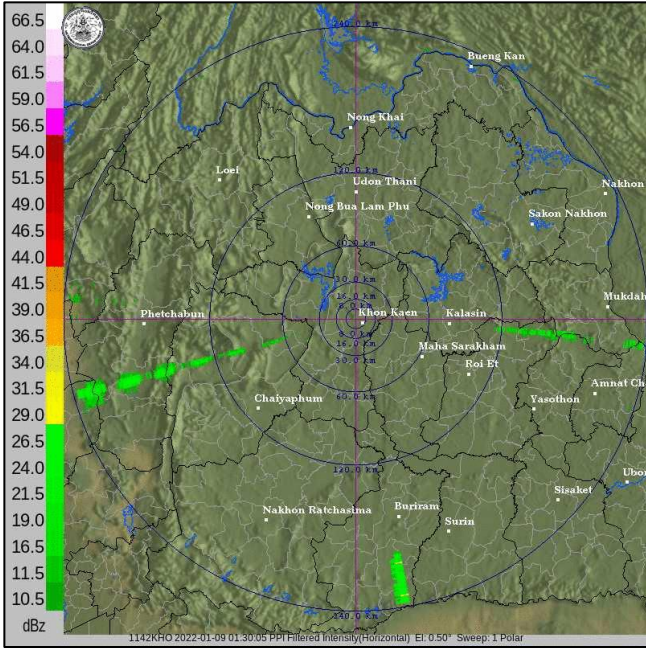 66.5
64.0
61.5
59.0
56.5
54.0
51.5
49.0
46.5
44.0
41.5
39.0
36.5
34.0
31.5
29.0
26.5
24.0
21.5
19.0
16.5
14.0
11.5
10.5
dBz
240.0 km
Bueng Kan
Nong Khai
120.0 km
Loei
Udon Thani
Nakhon
Nong Bua Lam Phu
Sakon Nakhon
60.0 km
30.0 km
16.0 km
8.0 km
Mukdah
Phetchabun
Khon Kaen
Kalasin
8.0 km
16.0 km
30.0 km
Maha Sarakham
Roi Et
60.0 km
Chaiyaphum
Yasothon
Amnat Ch
120.0 km
Ubon
Sisaket
Nakhon Ratchasima
Buriram
Surin
240.0 km
1142KHO 2022-01-09 01:30:05 PPI Filtered Intensity(Horizontal) El: 0.50° Sweep: 1 Polar